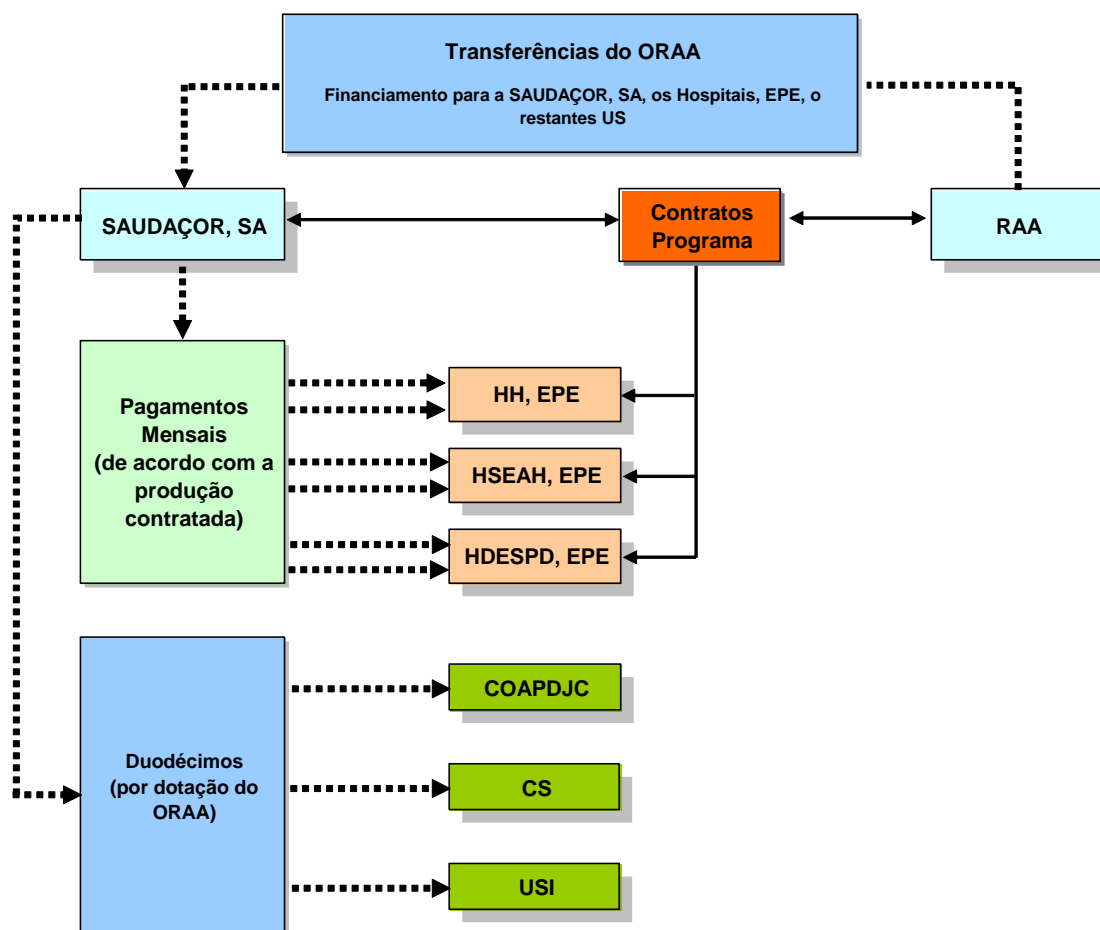 Transferências do ORAA
Financiamento para a SAUDAÇOR, SA, os Hospitais, EPE, o
restantes US
SAUDAÇOR, SA
Contratos
Programa
RAA
Pagamentos
Mensais
(de acordo com a
produção
contratada)
HH, EPE
HSEAH, EPE
HDESPD, EPE
Duodécimos
(por dotação do
ORAA)
COAPDJC
CS
USI